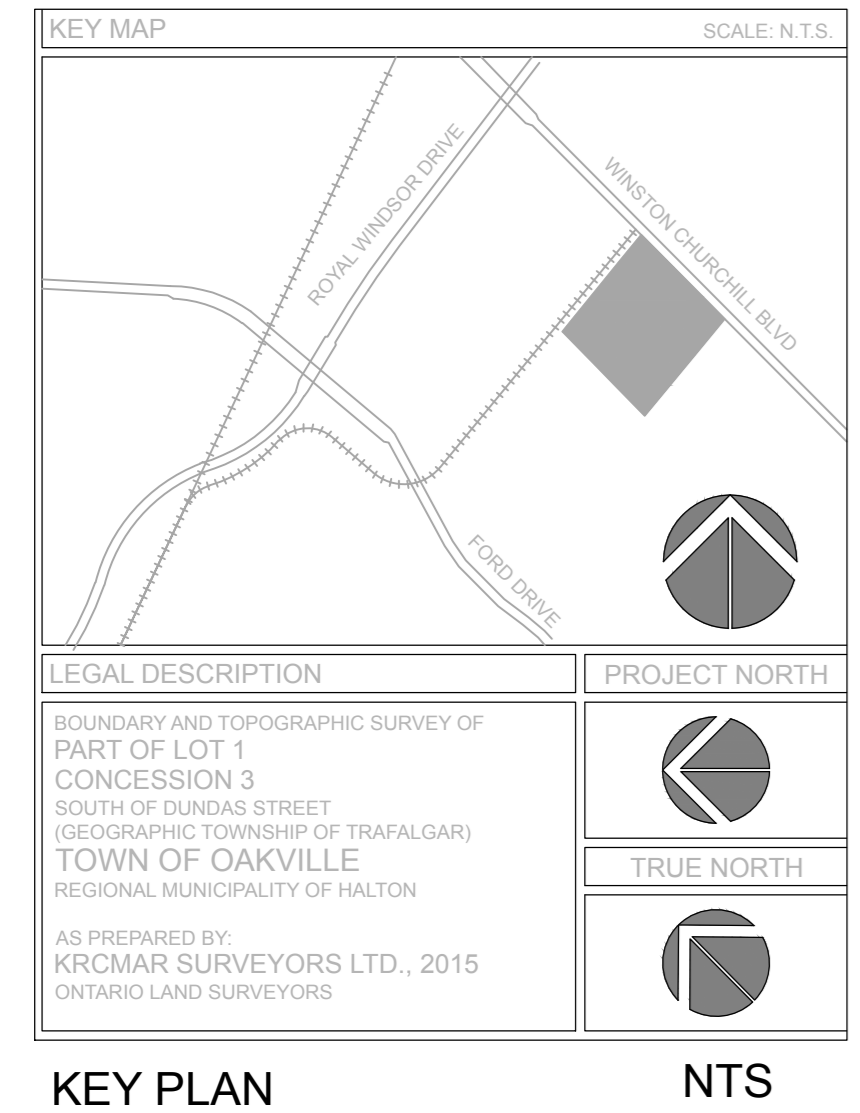 KEY MAP
SCALE: N.T.S.
ROYAL WINDSOR DRIVE
WINSTON CHURCHILL BLVD
FORD DRIVE
LEGAL DESCRIPTION
BOUNDARY AND TOPOGRAPHIC SURVEY OF
PART OF LOT 1
CONCESSION 3
SOUTH OF DUNDAS STREET
(GEOGRAPHIC TOWNSHIP OF TRAFALGAR)
TOWN OF OAKVILLE
REGIONAL MUNICIPALITY OF HALTON
AS PREPARED BY:
KRCMAR SURVEYORS LTD., 2015
ONTARIO LAND SURVEYORS
PROJECT NORTH
TRUE NORTH
KEY PLAN
NTS